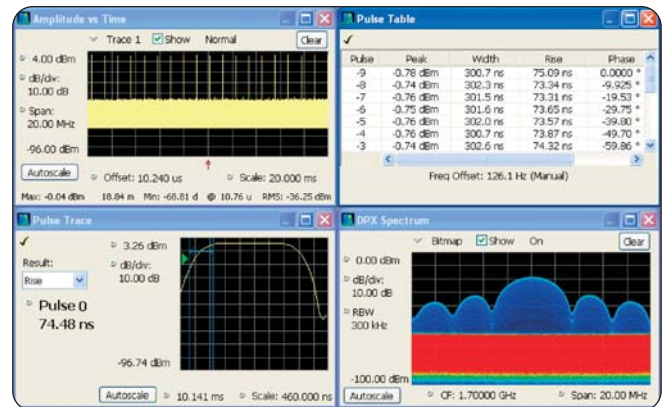 Amplitude vs Time
Trace 1 Show Normal Clear
4.00 dBm
dB/div:
10.00 dB
Span:
20.00 MHz
-96.00 dBm
Autoscale Offset: 10.240 us Scale: 20.000 ms
Max: -0.04 dBm 18.84 m Min: -68.81 d @ 10.76 u RMS: -36.25 dBm
Pulse Table
Pulse Peak Width Rise Phase
-9 -0.78 dBm 300.7 ns 75.09 ns 0.0000 °
-8 -0.74 dBm 302.3 ns 73.34 ns -9.925 °
-7 -0.76 dBm 301.5 ns 73.31 ns -19.53 °
-6 -0.75 dBm 301.6 ns 73.65 ns -29.75 °
-5 -0.76 dBm 302.0 ns 73.57 ns -39.80 °
-4 -0.76 dBm 300.7 ns 73.87 ns -49.70 °
-3 -0.74 dBm 302.6 ns 74.32 ns -59.86 °
Freq Offset: 126.1 Hz (Manual)
Pulse Trace
Result:
Rise
Pulse 0
74.48 ns
3.26 dBm
dB/div:
10.00 dB
-96.74 dBm
Autoscale 10.141 ms Scale: 460.000 ns
DPX Spectrum
Bitmap Show On Clear
0.00 dBm
dB/div:
10.00 dB
RBW
300 kHz
-100.00 dBm
Autoscale CF: 1.70000 GHz Span: 20.00 MHz